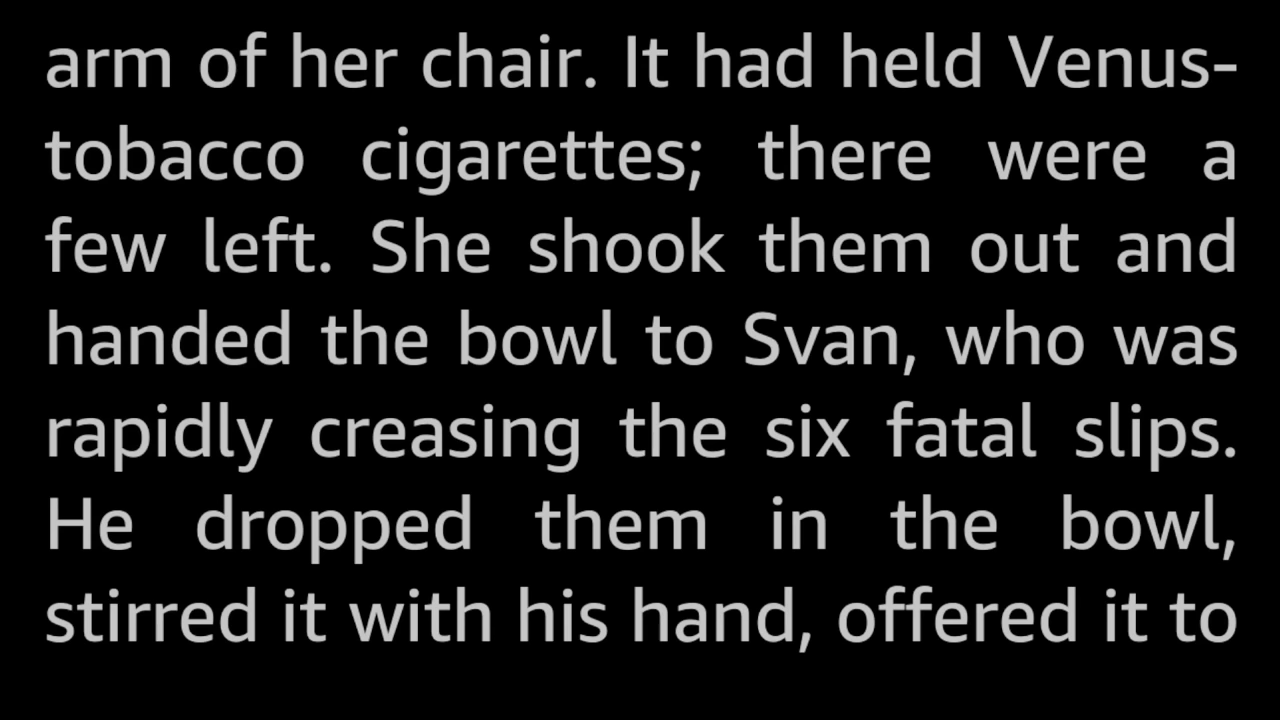 arm of her chair. It had held Venus-
tobacco cigarettes; there were a
few left. She shook them out and
handed the bowl to Svan, who was
rapidly creasing the six fatal slips.
He dropped them in the bowl,
stirred it with his hand, offered it to